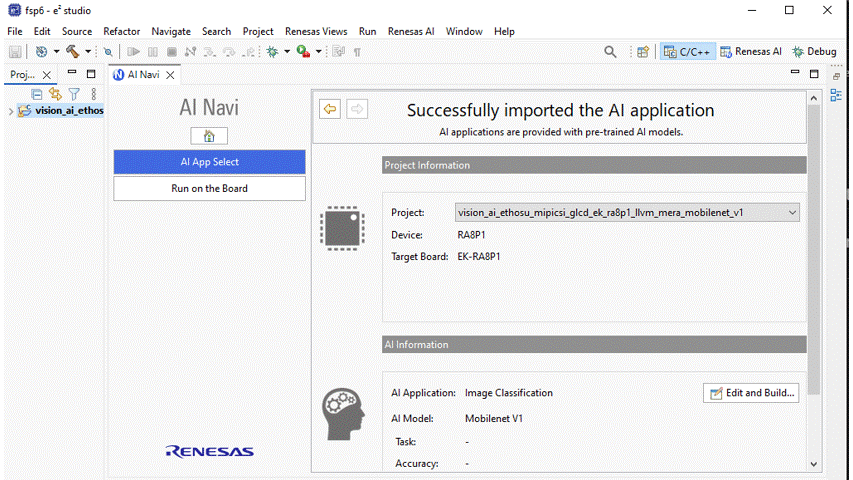 fsp6 - e² studio
File Edit Source Refactor Navigate Search Project Renesas Views Run Renesas AI Window Help
C/C++ Renesas AI Debug
Proj...
AI Navi
vision_ai_ethos
AI Navi
AI App Select
Run on the Board
RENESAS
Successfully imported the AI application
AI applications are provided with pre-trained AI models.
Project Information
Project: vision_ai_ethosu_mipicsi_glcd_ek_ra8p1_llvm_mera_mobilenet_v1
Device: RA8P1
Target Board: EK-RA8P1
AI Information
AI Application: Image Classification
Edit and Build...
AI Model: Mobilenet V1
Task: -
Accuracy: -